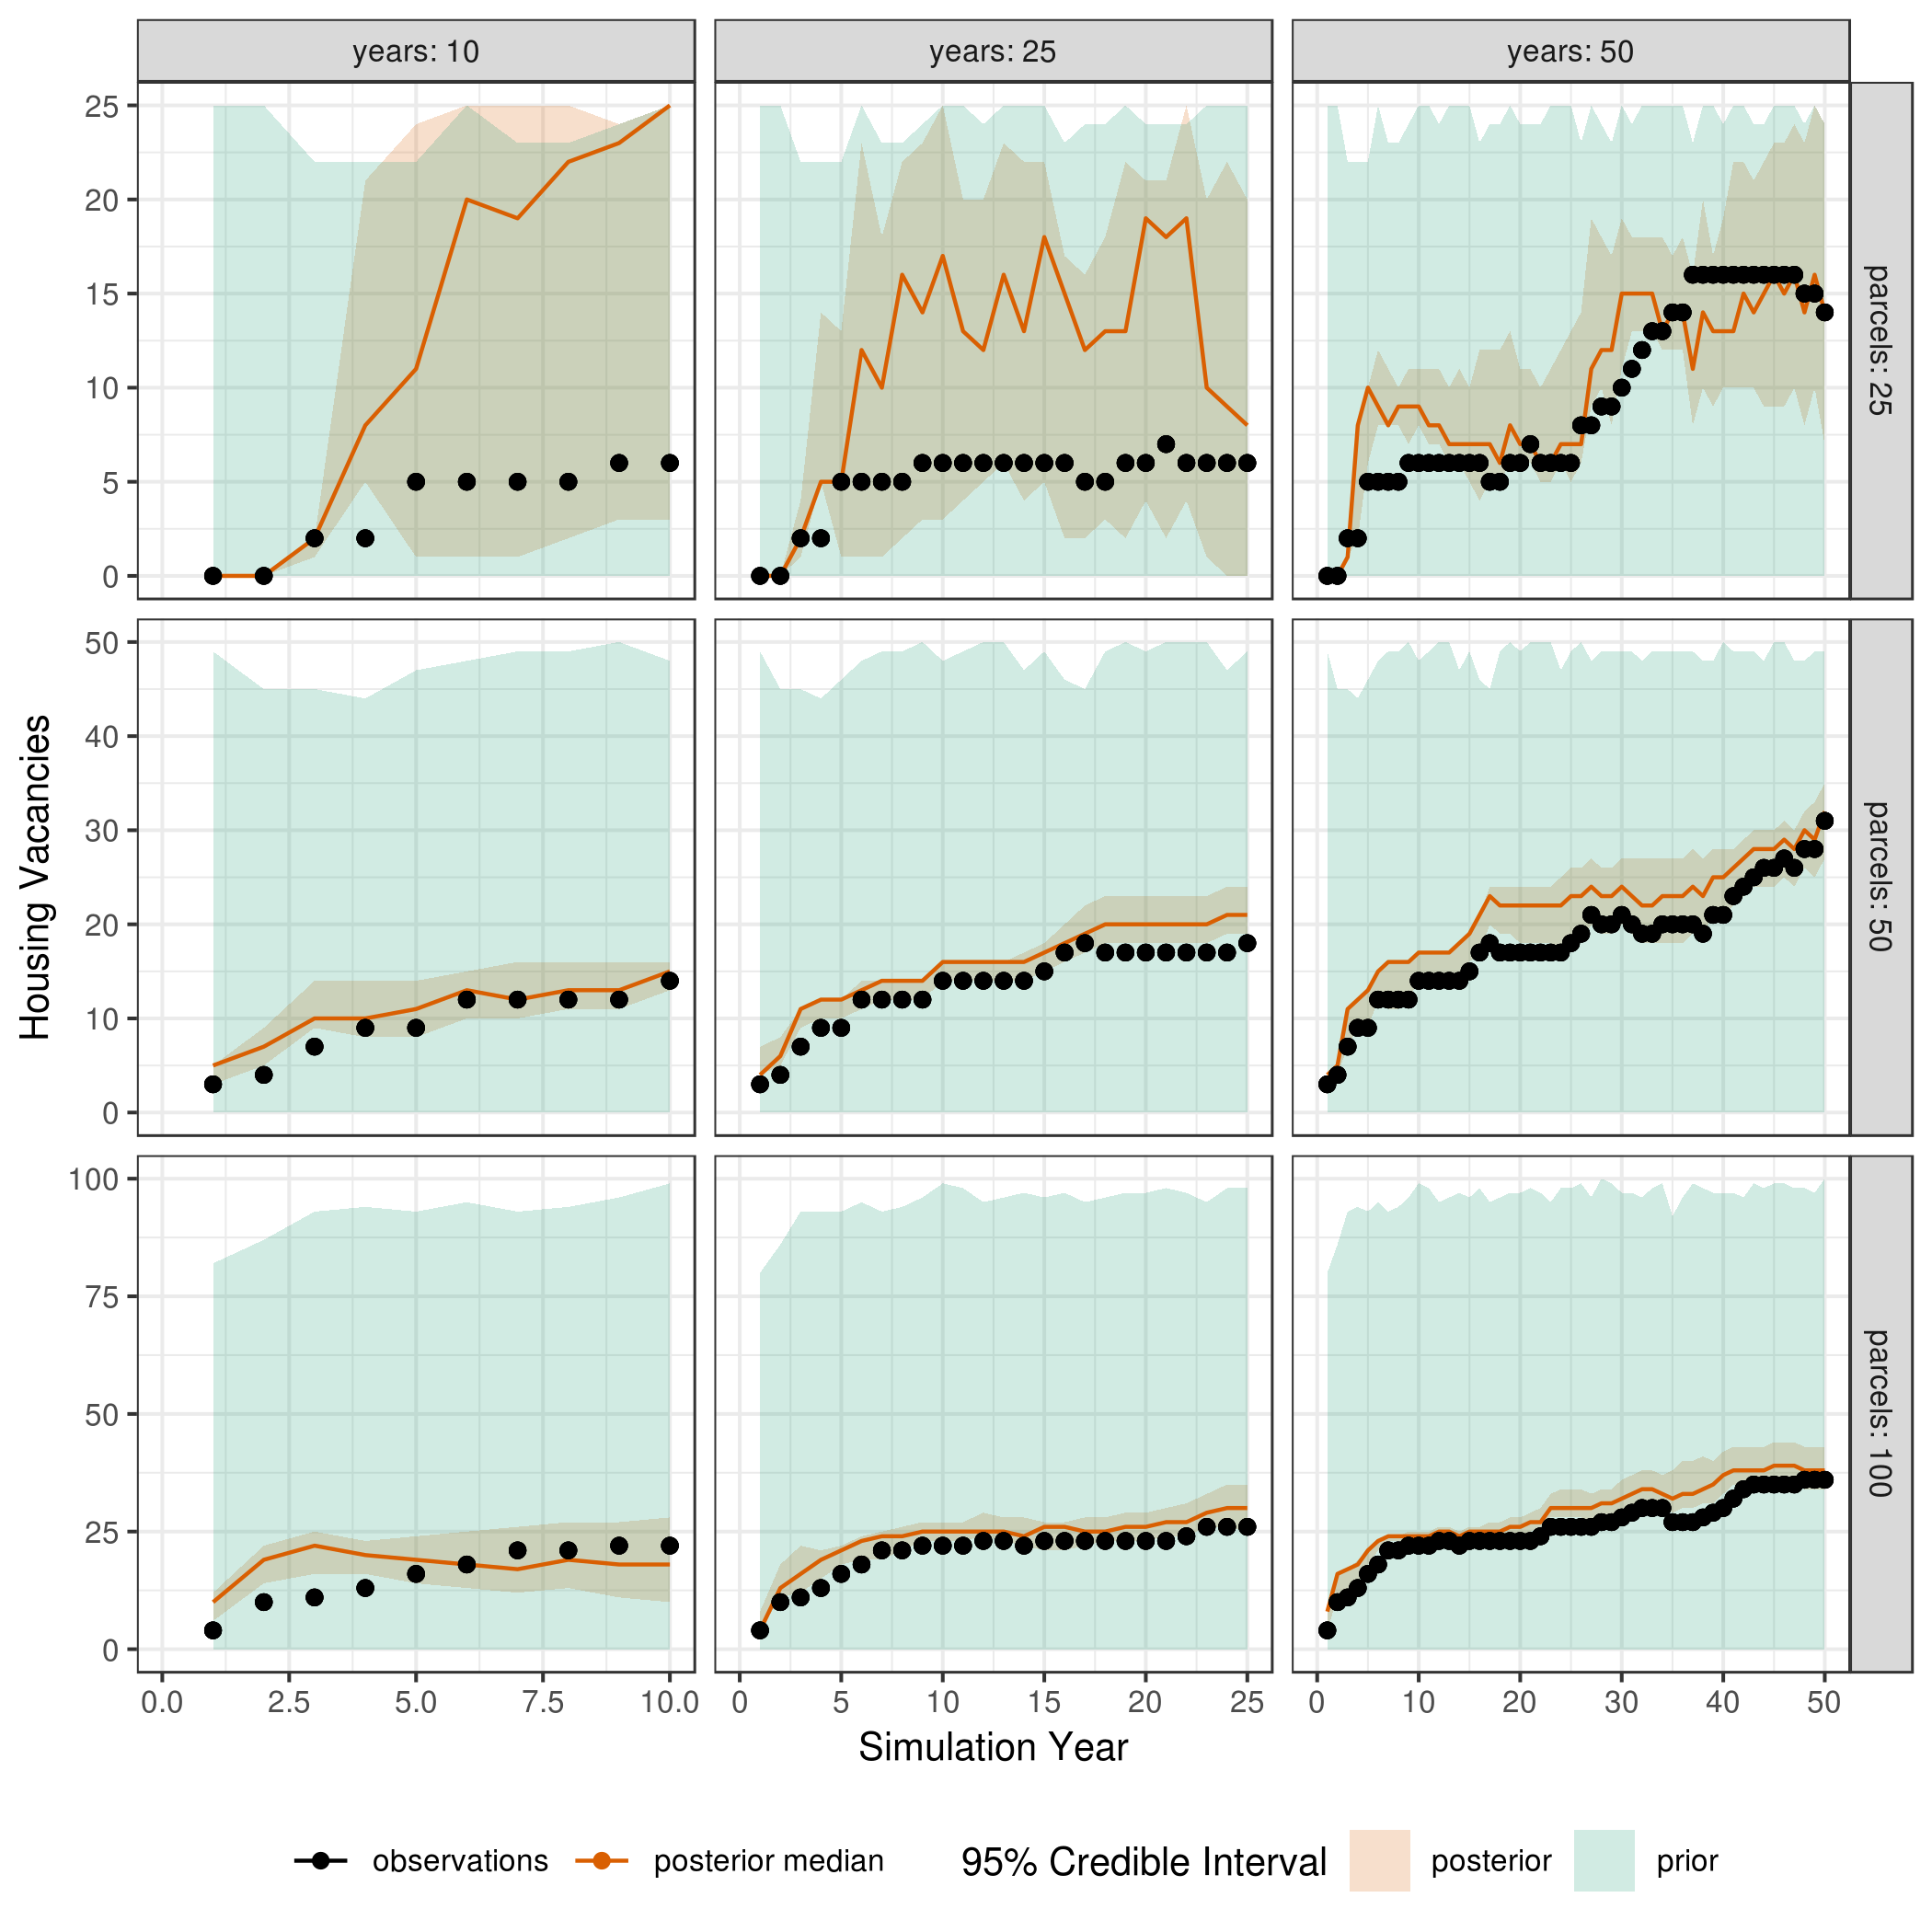 years: 10
years: 25
years: 50
25
20
15
10
5
0
parcels: 25
Housing Vacancies
50
40
30
20
10
0
parcels: 50
100
75
50
25
0
parcels: 100
0.0 2.5 5.0 7.5 10.0
0 5 10 15 20 25
0 10 20 30 40 50
Simulation Year
observations posterior median 95% Credible Interval posterior prior